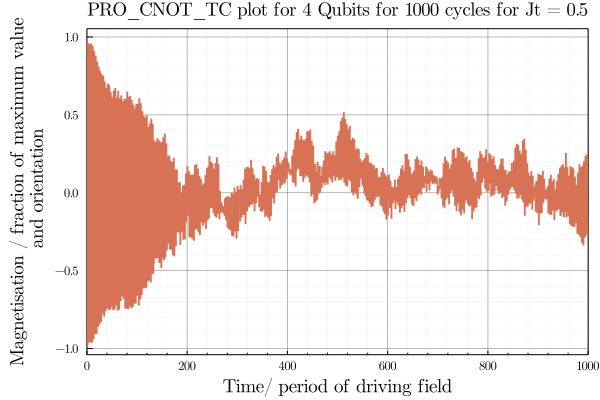 PRO_CNOT_TC plot for 4 Qubits for 1000 cycles for Jt = 0.5
Magnetisation / fraction of maximum value
and orientation
1.0
0.5
0.0
−0.5
−1.0
0 200 400 600 800 1000
Time/ period of driving field